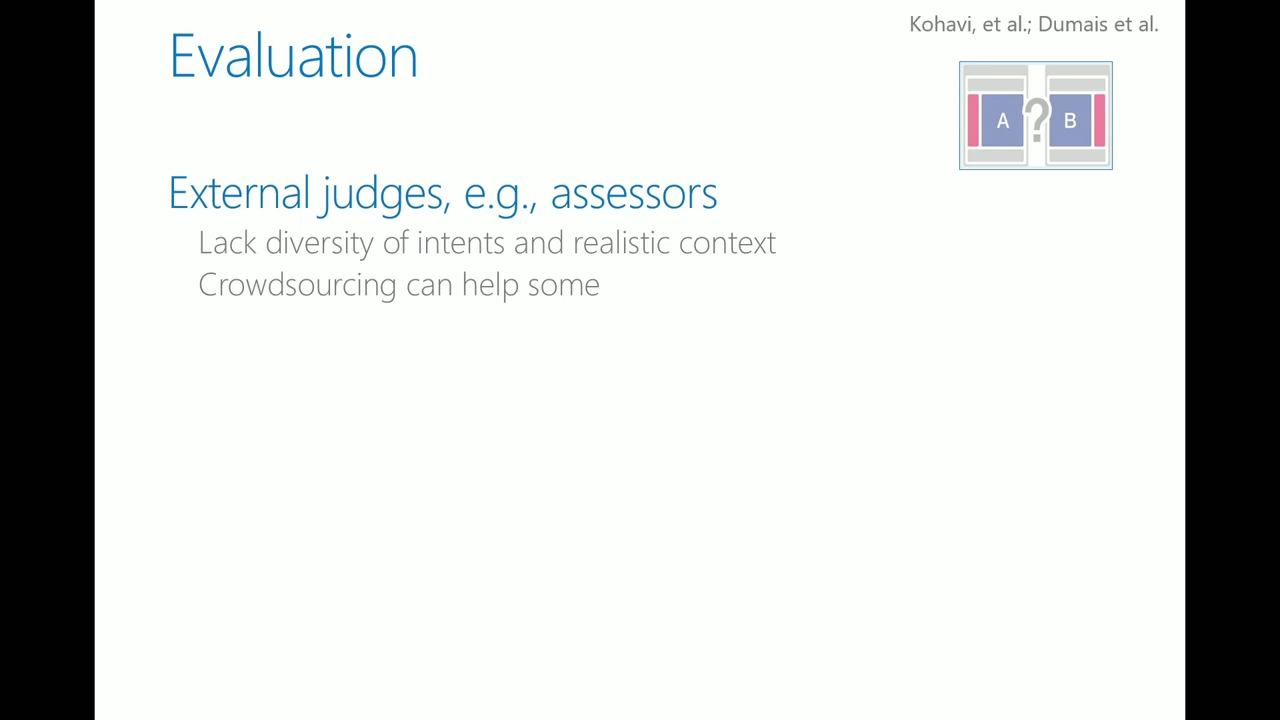 Kohavi, et al.; Dumais et al.
Evaluation
A ? B
External judges, e.g., assessors
Lack diversity of intents and realistic context
Crowdsourcing can help some